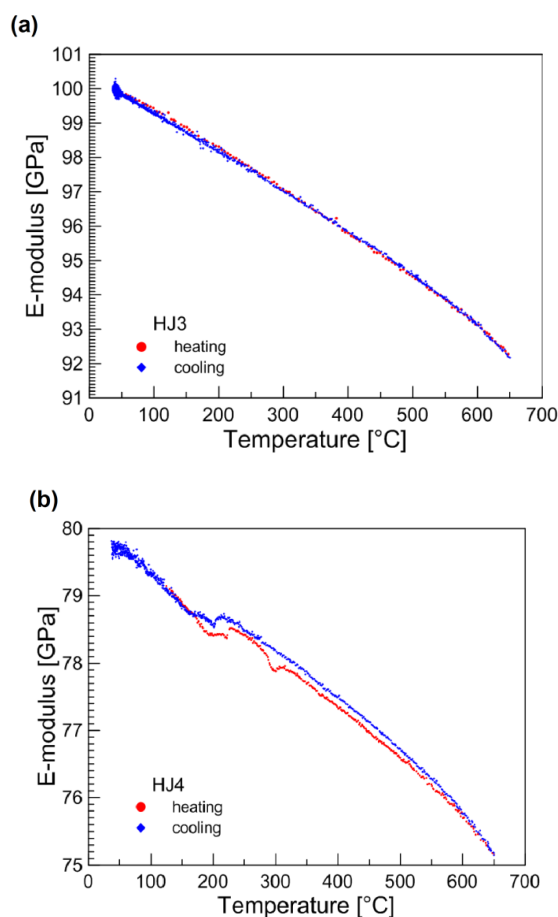 (a)
101
100
99
98
97
96
95
94
93
92
91
E-modulus [GPa]
HJ3
heating
cooling
0 100 200 300 400 500 600 700
Temperature [°C]
(b)
80
79
78
77
76
75
E-modulus [GPa]
HJ4
heating
cooling
0 100 200 300 400 500 600 700
Temperature [°C]